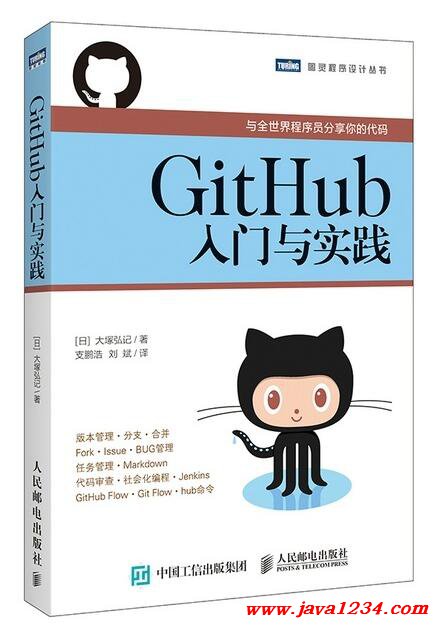 TURING 图灵程序设计丛书
与全世界程序员分享你的代码
GitHub
入门与实践
[日] 大塚弘记/著
支鹏浩 刘 斌/译
版本管理·分支·合并
Fork·Issue·BUG管理
任务管理·Markdown
代码审查·社会化编程·Jenkins
GitHub Flow·Git Flow·hub命令
中国工信出版集团
人民邮电出版社
POSTS & TELECOM PRESS
GitHub入门与实践
[日] 大塚弘记 著
人民邮电出版社
www.java1234.com